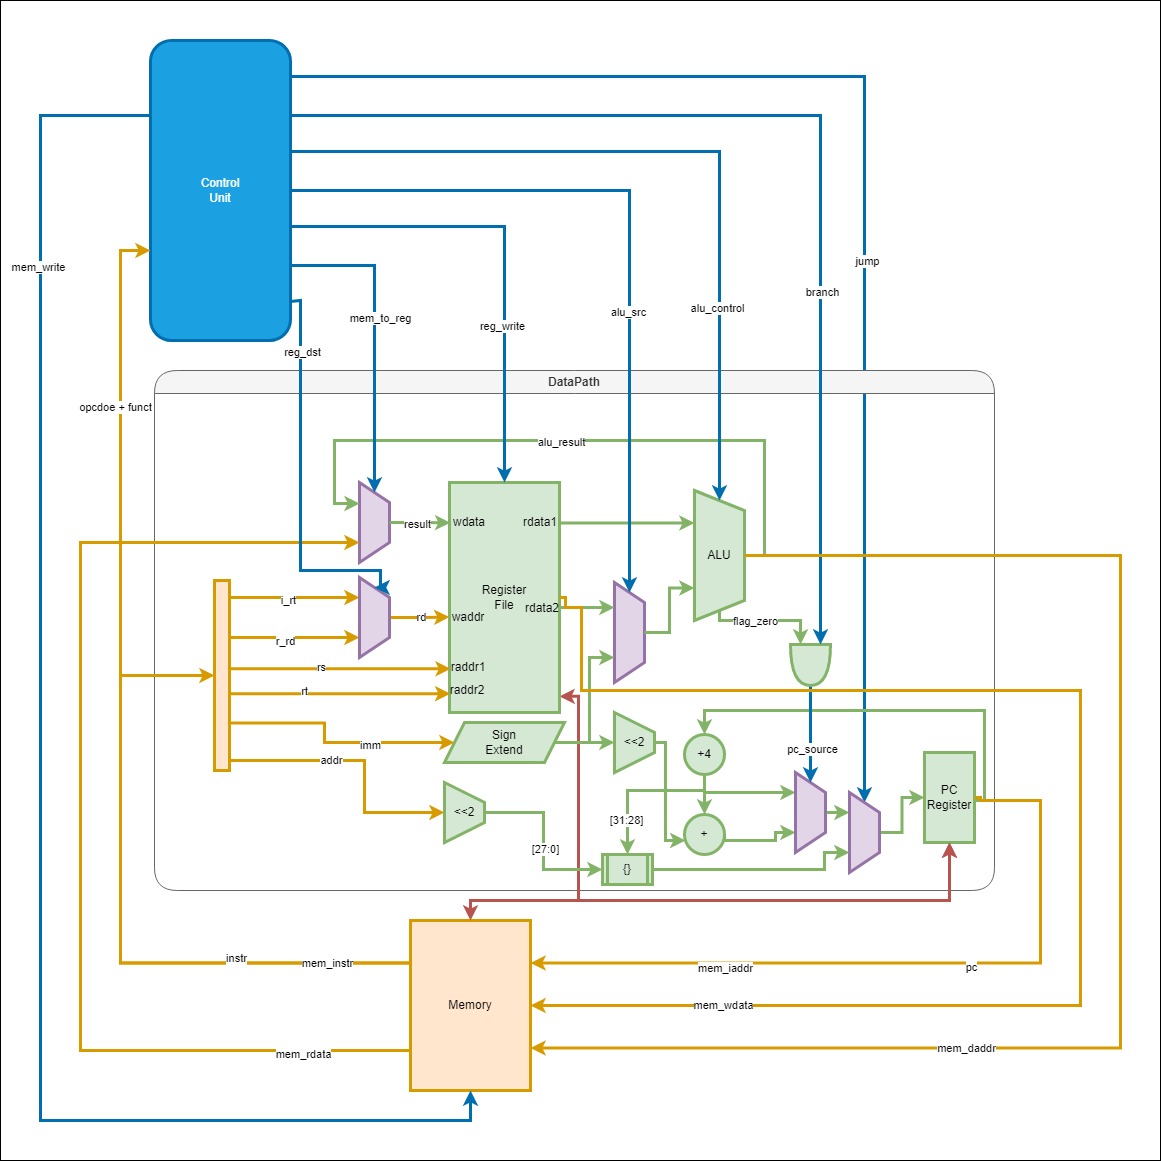 Control
Unit
mem_write
jump
branch
alu_src
alu_control
mem_to_reg
reg_write
reg_dst
DataPath
opcdoe + funct
alu_result
result
wdata
rdata1
ALU
Register
File
i_rt
rdata2
rd
waddr
flag_zero
r_rd
rs
raddr1
rt
raddr2
Sign
Extend
imm
<<2
pc_source
+4
addr
PC
Register
<<2
[31:28]
+
[27:0]
{}
instr
mem_instr
mem_iaddr
pc
Memory
mem_wdata
mem_rdata
mem_daddr